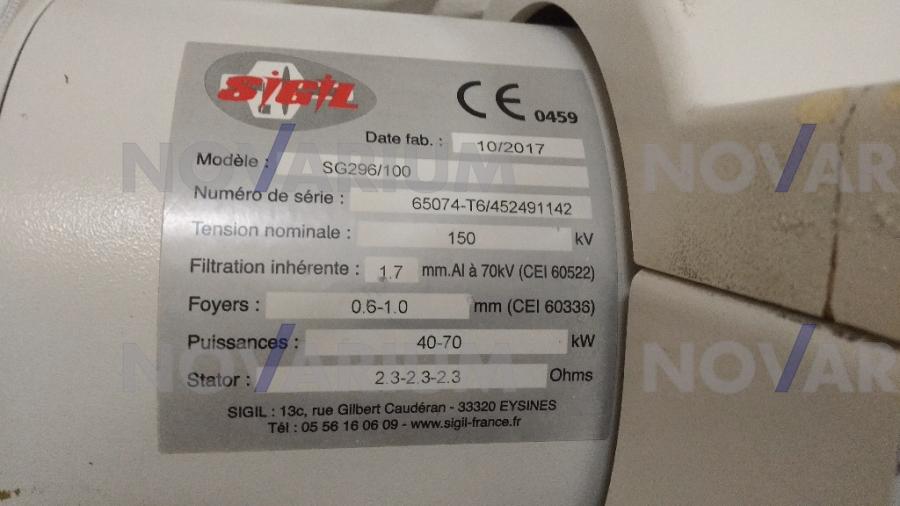 SIGIL
CE 0459
Date fab. : 10/2017
Modèle : SG296/100
Numéro de série : 65074-T6/452491142
Tension nominale : 150 kV
Filtration inhérente : 1.7 mm.Al à 70kV (CEI 60522)
Foyers : 0.6-1.0 mm (CEI 60336)
Puissances : 40-70 kW
Stator : 2.3-2.3-2.3 Ohms
SIGIL : 13c, rue Gilbert Caudéran - 33320 EYSINES
Tél : 05 56 16 06 09 - www.sigil-france.fr
NOVARIUM
NOVAR
NOVARIUM
NOVAR